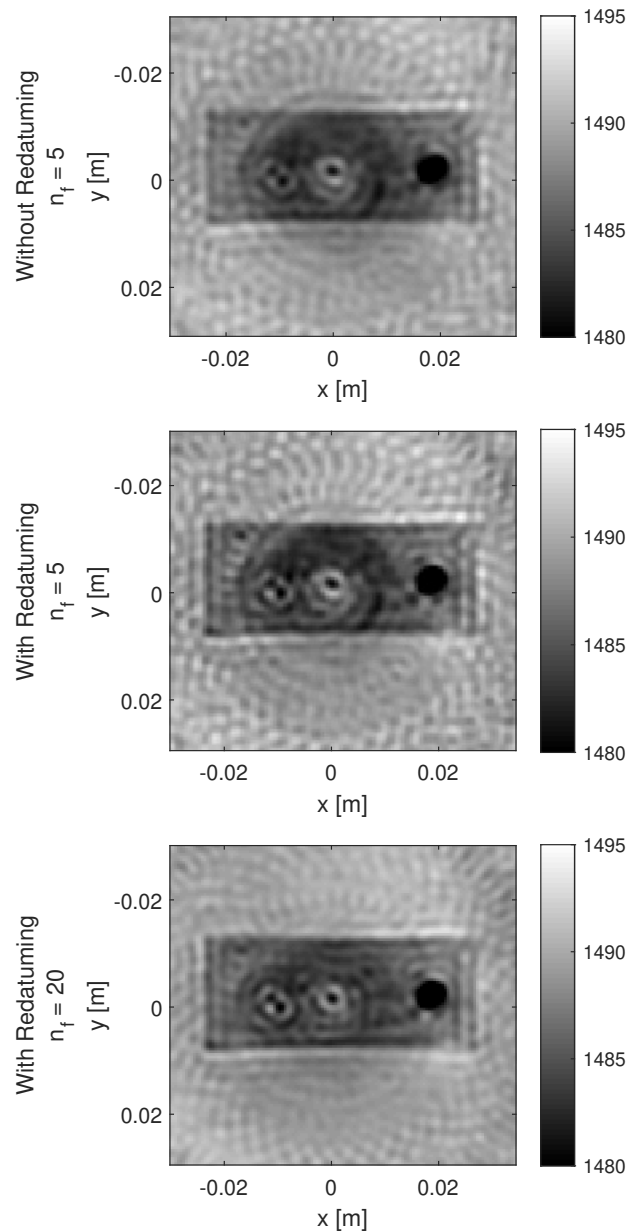 Without Redatuming
n_f = 5
y [m]
-0.02
0
0.02
-0.02
0
0.02
x [m]
1495
1490
1485
1480
With Redatuming
n_f = 5
y [m]
-0.02
0
0.02
-0.02
0
0.02
x [m]
1495
1490
1485
1480
With Redatuming
n_f = 20
y [m]
-0.02
0
0.02
-0.02
0
0.02
x [m]
1495
1490
1485
1480